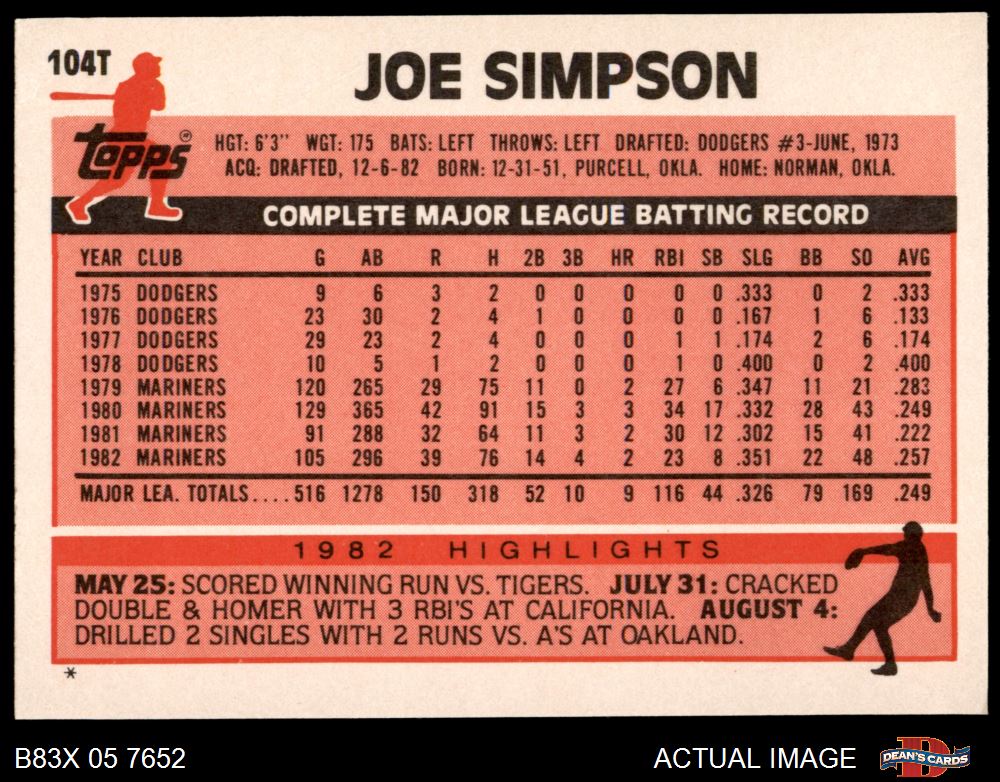 104T
JOE SIMPSON
topps
HGT: 6'3" WGT: 175 BATS: LEFT THROWS: LEFT DRAFTED: DODGERS #3-JUNE, 1973
ACQ: DRAFTED, 12-6-82 BORN: 12-31-51, PURCELL, OKLA. HOME: NORMAN, OKLA.
COMPLETE MAJOR LEAGUE BATTING RECORD
YEAR CLUB G AB R H 2B 3B HR RBI SB SLG BB SO AVG
1975 DODGERS 9 6 3 2 0 0 0 0 0 .333 0 2 .333
1976 DODGERS 23 30 2 4 1 0 0 0 0 .167 1 6 .133
1977 DODGERS 29 23 2 4 0 0 0 1 1 .174 2 6 .174
1978 DODGERS 10 5 1 2 0 0 0 1 0 .400 0 2 .400
1979 MARINERS 120 265 29 75 11 0 2 27 6 .347 11 21 .283
1980 MARINERS 129 365 42 91 15 3 3 34 17 .332 28 43 .249
1981 MARINERS 91 288 32 64 11 3 2 30 12 .302 15 41 .222
1982 MARINERS 105 296 39 76 14 4 2 23 8 .351 22 48 .257
MAJOR LEA. TOTALS.... 516 1278 150 318 52 10 9 116 44 .326 79 169 .249
1982 HIGHLIGHTS
MAY 25: SCORED WINNING RUN VS. TIGERS. JULY 31: CRACKED
DOUBLE & HOMER WITH 3 RBI'S AT CALIFORNIA. AUGUST 4:
DRILLED 2 SINGLES WITH 2 RUNS VS. A'S AT OAKLAND.
*
B83X 05 7652 ACTUAL IMAGE DEAN'S CARDS